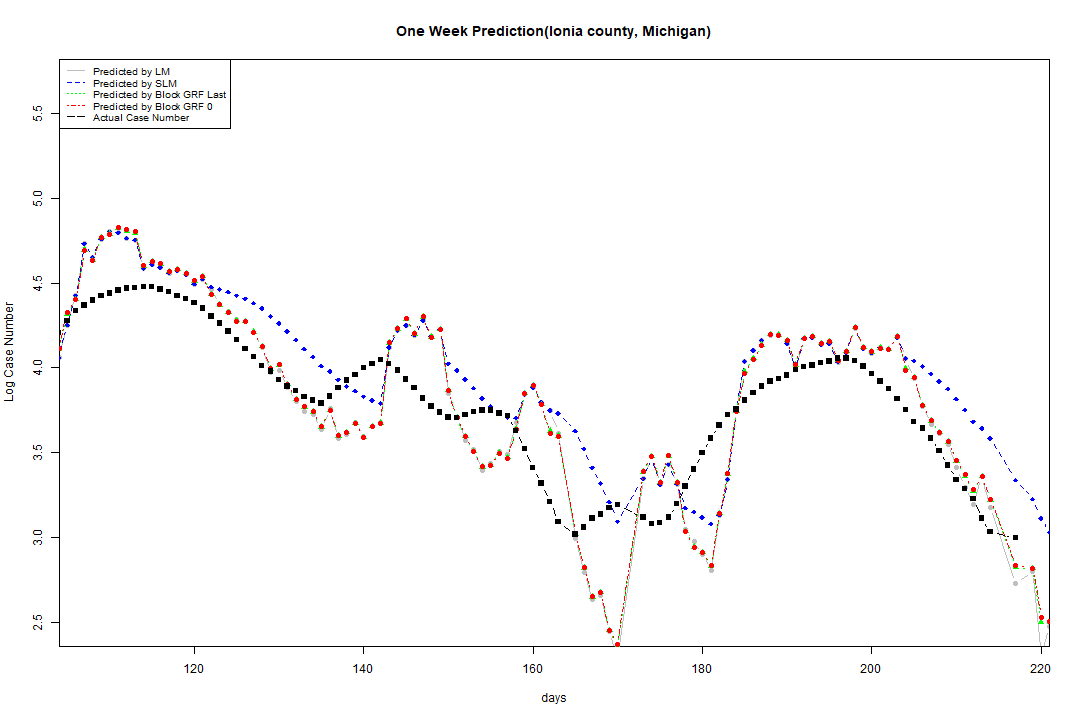 One Week Prediction(Ionia county, Michigan)
Predicted by LM
Predicted by SLM
Predicted by Block GRF Last
Predicted by Block GRF 0
Actual Case Number
5.5
5.0
4.5
4.0
3.5
3.0
2.5
Log Case Number
120 140 160 180 200 220
days